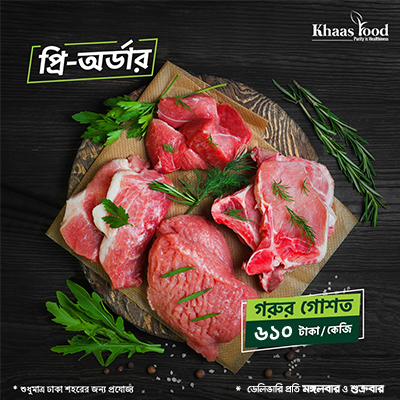 Khaas Food
Purity is Healthiness
প্রি-অর্ডার
গরুর গোশত
৬১০ টাকা/কেজি
* শুধুমাত্র ঢাকা শহরের জন্য প্রযোজ্য
* ডেলিভারি প্রতি মঙ্গলবার ও শুক্রবার